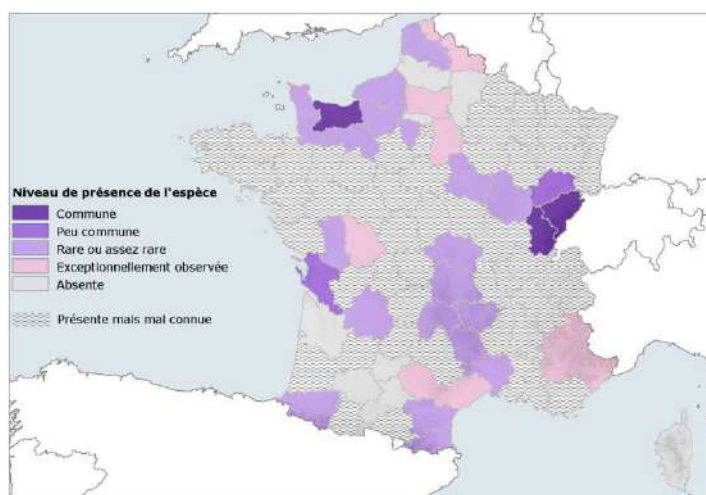 Niveau de présence de l'espèce
Commune
Peu commune
Rare ou assez rare
Exceptionnellement observée
Absente
Présente mais mal connue